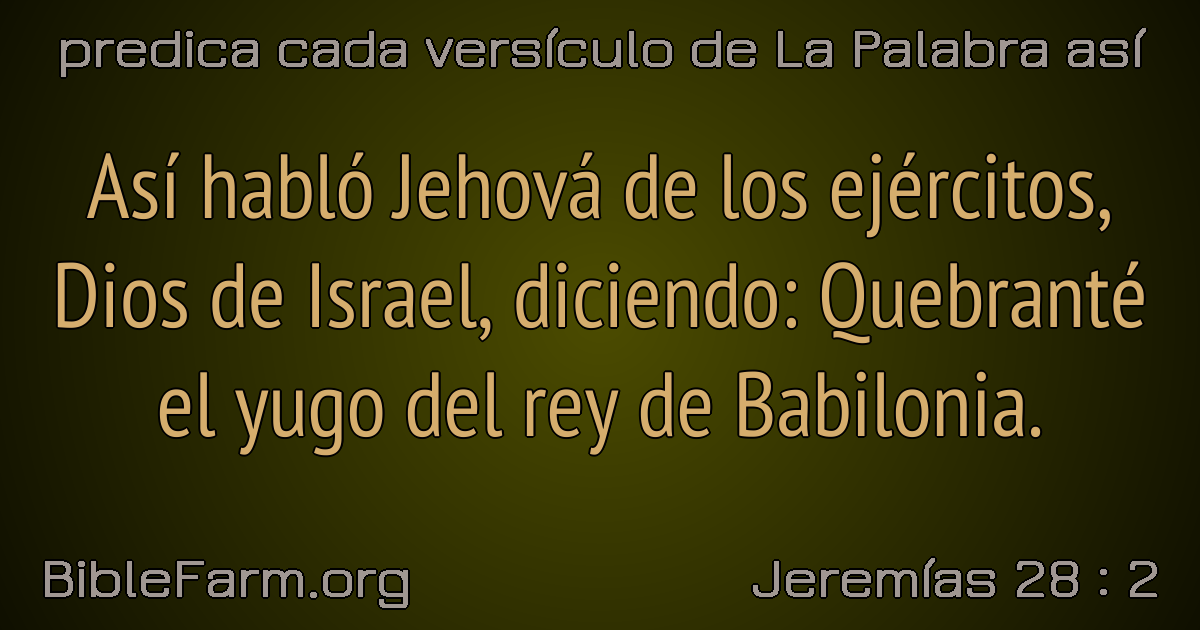 predica cada versículo de La Palabra así
Así habló Jehová de los ejércitos,
Dios de Israel, diciendo: Quebranté
el yugo del rey de Babilonia.
BibleFarm.org
Jeremías 28 : 2